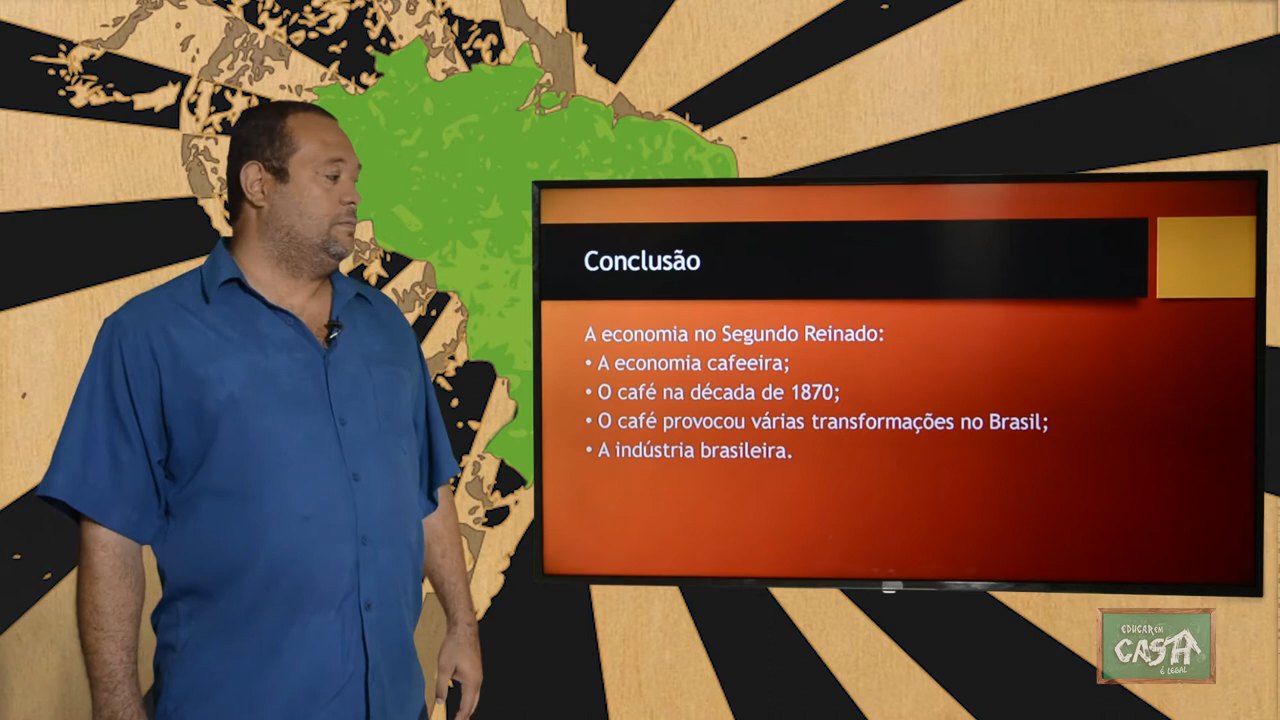 Conclusão
A economia no Segundo Reinado:
• A economia cafeeira;
• O café na década de 1870;
• O café provocou várias transformações no Brasil;
• A indústria brasileira.
EDUCAR EM
CASA
É LEGAL